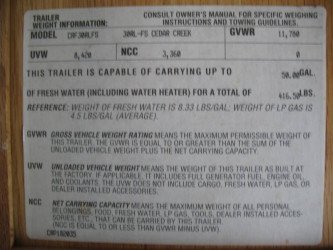 TRAILER CONSULT OWNER'S MANUAL FOR SPECIFIC WEIGHING
WEIGHT INFORMATION: INSTRUCTIONS AND TOWING GUIDELINES.
MODEL CRF30RLFS 30RL-FS CEDAR CREEK GVWR 11,780
UVW 8,420 NCC 3,360 0
THIS TRAILER IS CAPABLE OF CARRYING UP TO 50.00GAL.
OF FRESH WATER (INCLUDING WATER HEATER) FOR A TOTAL OF 416.50LBS.
REFERENCE: WEIGHT OF FRESH WATER IS 8.33 LBS/GAL; WEIGHT OF LP GAS IS
4.5 LBS/GAL (AVERAGE).
GVWR GROSS VEHICLE WEIGHT RATING MEANS THE MAXIMUM PERMISSIBLE WEIGHT OF
THIS TRAILER. THE GVWR IS EQUAL TO OR GREATER THAN THE SUM OF THE
UNLOADED VEHICLE WEIGHT PLUS THE NET CARRYING CAPACITY.
UVW UNLOADED VEHICLE WEIGHT MEANS THE WEIGHT OF THIS TRAILER AS BUILT AT
THE FACTORY. IF APPLICABLE, IT INCLUDES FULL GENERATOR FUEL, ENGINE OIL,
AND COOLANTS. THE UVW DOES NOT INCLUDE CARGO, FRESH WATER, LP GAS, OR
DEALER INSTALLED ACCESSORIES.
NCC NET CARRYING CAPACITY MEANS THE MAXIMUM WEIGHT OF ALL PERSONAL
BELONGINGS, FOOD, FRESH WATER, LP GAS, TOOLS, DEALER INSTALLED ACCES-
SORIES, ETC. THAT CAN BE CARRIED BY THIS TRAILER.
(NCC IS EQUAL TO OR LESS THAN GVWR MINUS UVW)